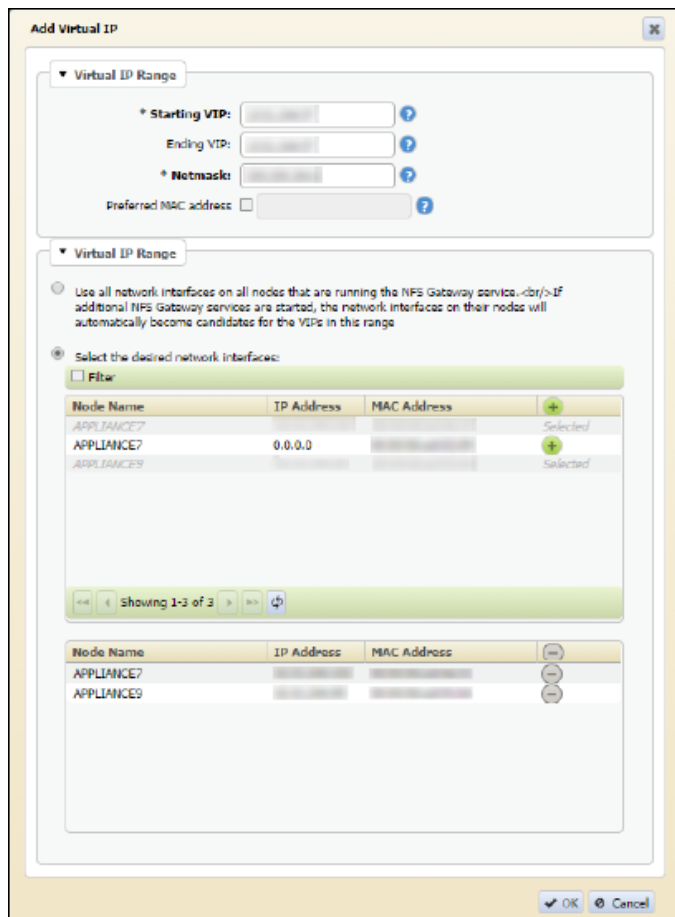 Add Virtual IP
Virtual IP Range
* Starting VIP:
Ending VIP:
* Netmask:
Preferred MAC address
Virtual IP Range
Use all network interfaces on all nodes that are running the NFS Gateway service.<br/>If
additional NFS Gateway services are started, the network interfaces on their nodes will
automatically become candidates for the VIPs in this range
Select the desired network interfaces:
Filter
Node Name IP Address MAC Address
APPLIANCE7 Selected
APPLIANCE7 0.0.0.0
APPLIANCE9 Selected
Showing 1-3 of 3
Node Name IP Address MAC Address
APPLIANCE7
APPLIANCE9
OK Cancel